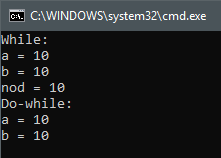 C:\WINDOWS\system32\cmd.exe
While:
a = 10
b = 10
nod = 10
Do-while:
a = 10
b = 10